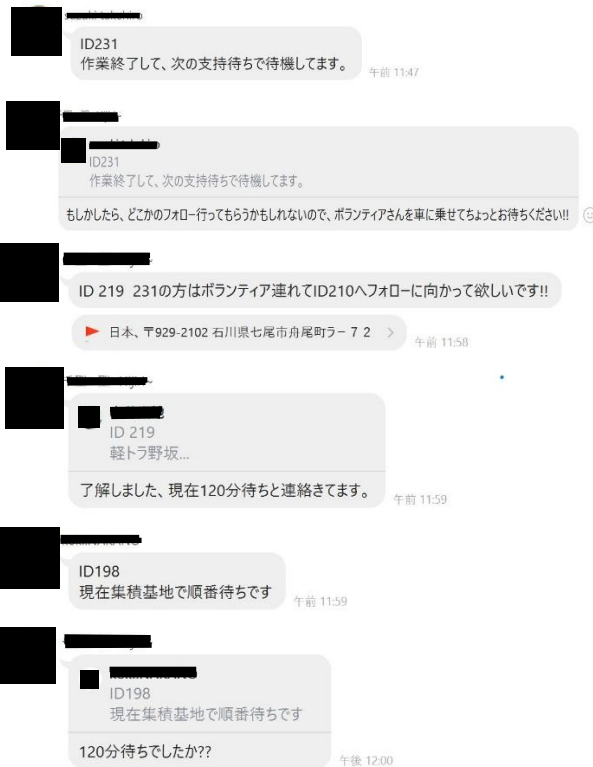 ID231
作業終了して、次の支持待ちで待機してます。
午前 11:47
ID231
作業終了して、次の支持待ちで待機してます。
もしかしたら、どこかのフォロー行ってもらうかもしれないので、ボランティアさんを車に乗せてちょっとお待ちください!!
ID 219 231の方はボランティア連れてID210へフォローに向かって欲しいです!!
日本、〒929-2102 石川県七尾市舟尾町ラ−７２
午前 11:58
ID 219
軽トラ野坂...
了解しました、現在120分待ちと連絡きてます。
午前 11:59
ID198
現在集積基地で順番待ちです
午前 11:59
ID198
現在集積基地で順番待ちです
120分待ちでしたか??
午後 12:00